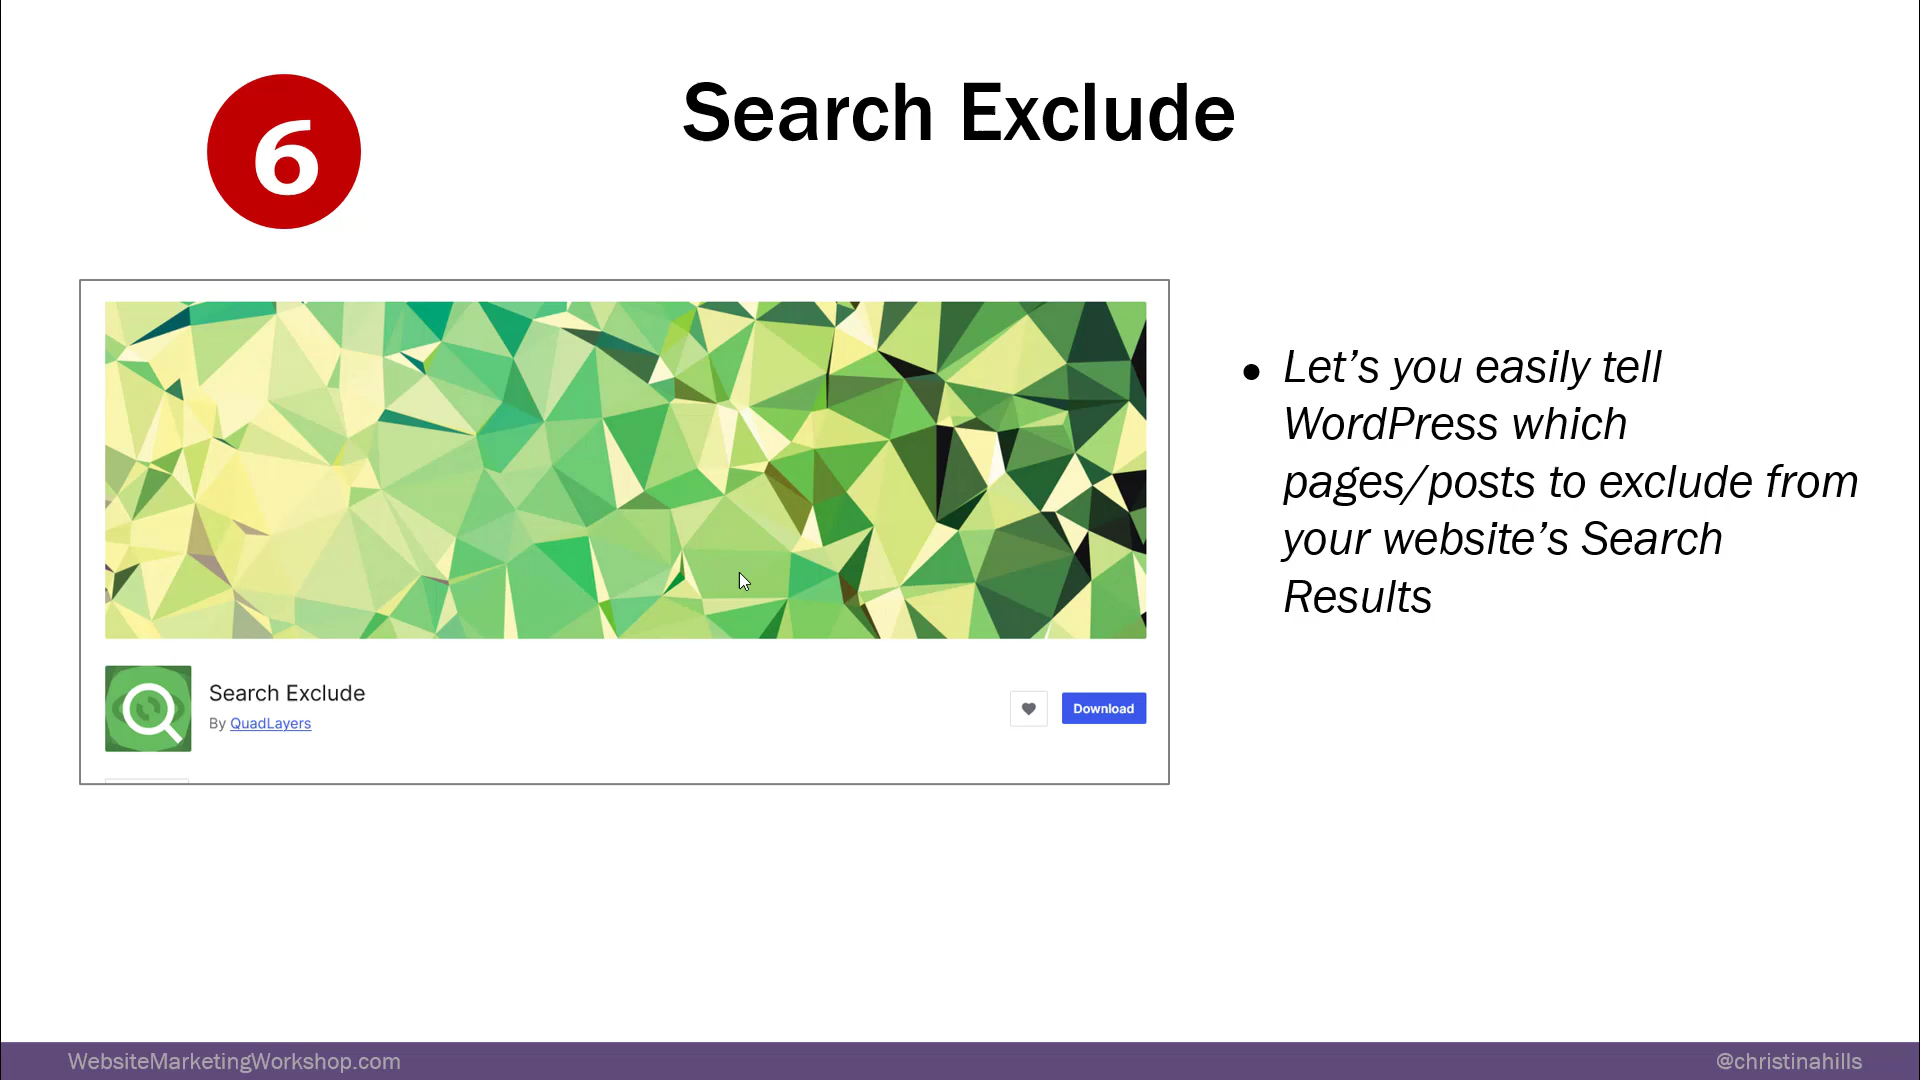 6
Search Exclude
• Let’s you easily tell
WordPress which
pages/posts to exclude from
your website’s Search
Results
Search Exclude
By QuadLayers
Download
WebsiteMarketingWorkshop.com
@christinahills